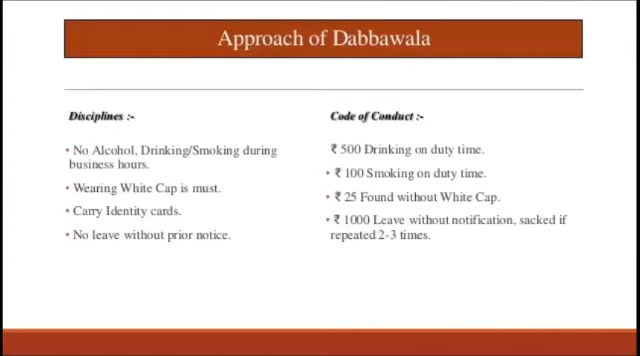 Approach of Dabbawala
Disciplines :-
• No Alcohol, Drinking/Smoking during
business hours.
• Wearing White Cap is must.
• Carry Identity cards.
• No leave without prior notice.
Code of Conduct :-
₹ 500 Drinking on duty time.
• ₹ 100 Smoking on duty time.
• ₹ 25 Found without White Cap.
• ₹ 1000 Leave without notification, sacked if
repeated 2-3 times.